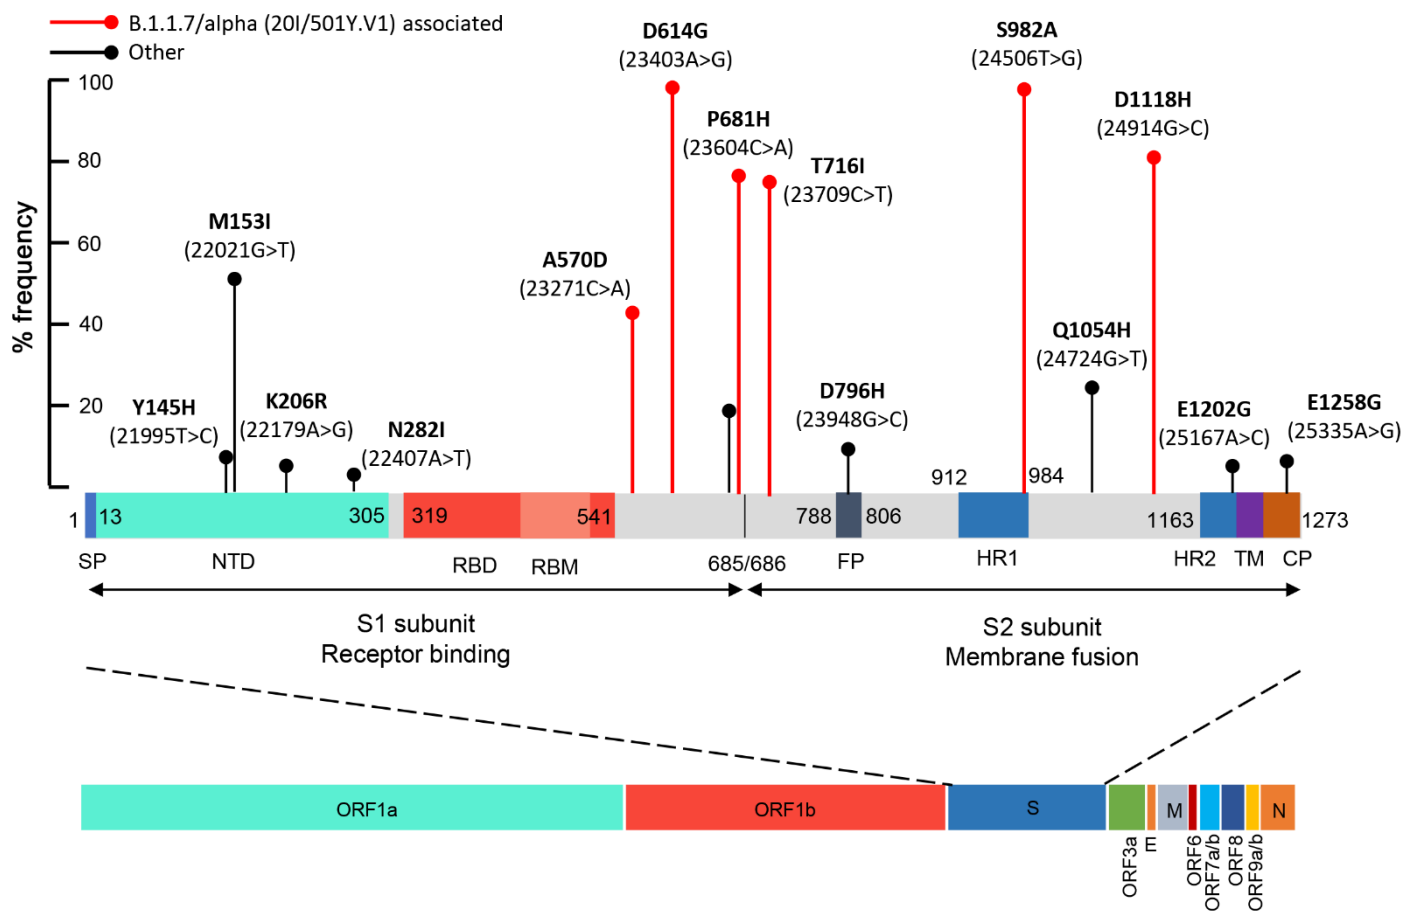 B.1.1.7/alpha (20I/501Y.V1) associated
Other
% frequency
100
80
60
40
20
Y145H
(21995T>C)
M153I
(22021G>T)
K206R
(22179A>G)
N282I
(22407A>T)
A570D
(23271C>A)
D614G
(23403A>G)
P681H
(23604C>A)
T716I
(23709C>T)
D796H
(23948G>C)
S982A
(24506T>G)
Q1054H
(24724G>T)
D1118H
(24914G>C)
E1202G
(25167A>C)
E1258G
(25335A>G)
1
13
305
319
541
788
806
912
984
1163
1273
SP
NTD
RBD
RBM
685/686
FP
HR1
HR2
TM
CP
S1 subunit
Receptor binding
S2 subunit
Membrane fusion
ORF1a
ORF1b
S
ORF3a
E
M
ORF6
ORF7a/b
ORF8
ORF9a/b
N